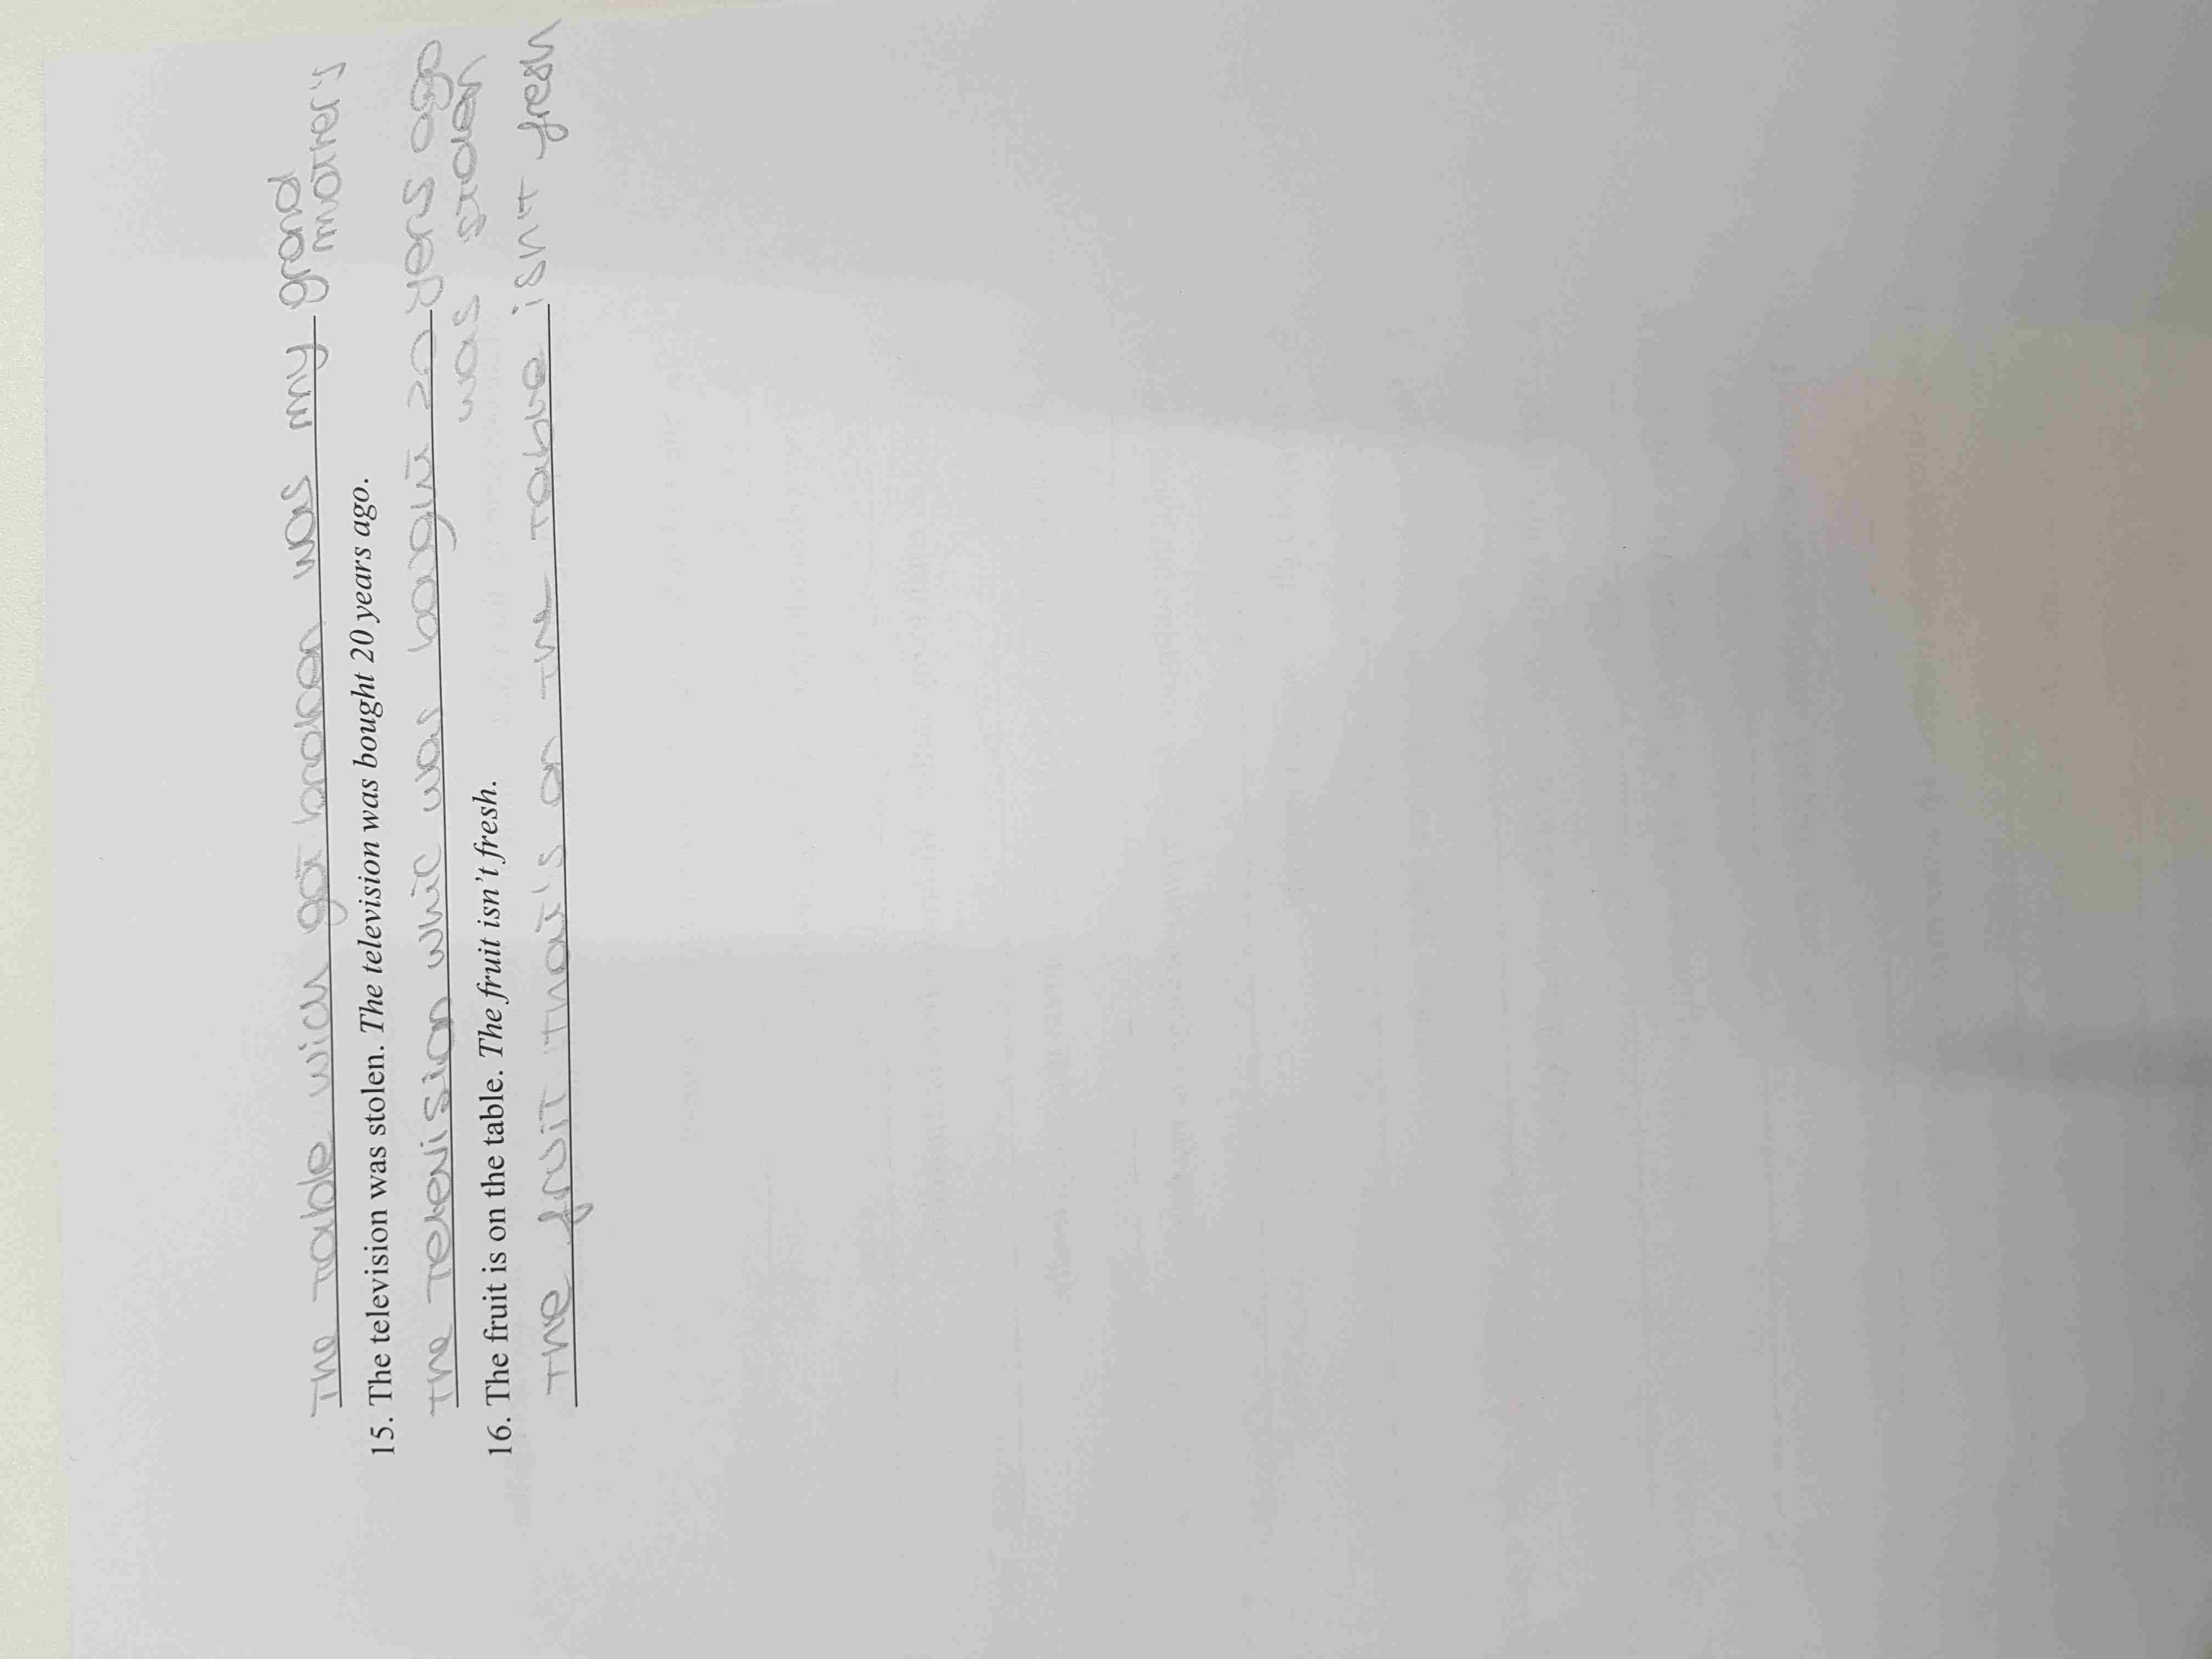 The table wich got broken was my grand
mother's
15. The television was stolen. The television was bought 20 years ago.
the television whic was bought 20 yers ago
was stolen
16. The fruit is on the table. The fruit isn't fresh.
The fruit that's on the table isn't fresh